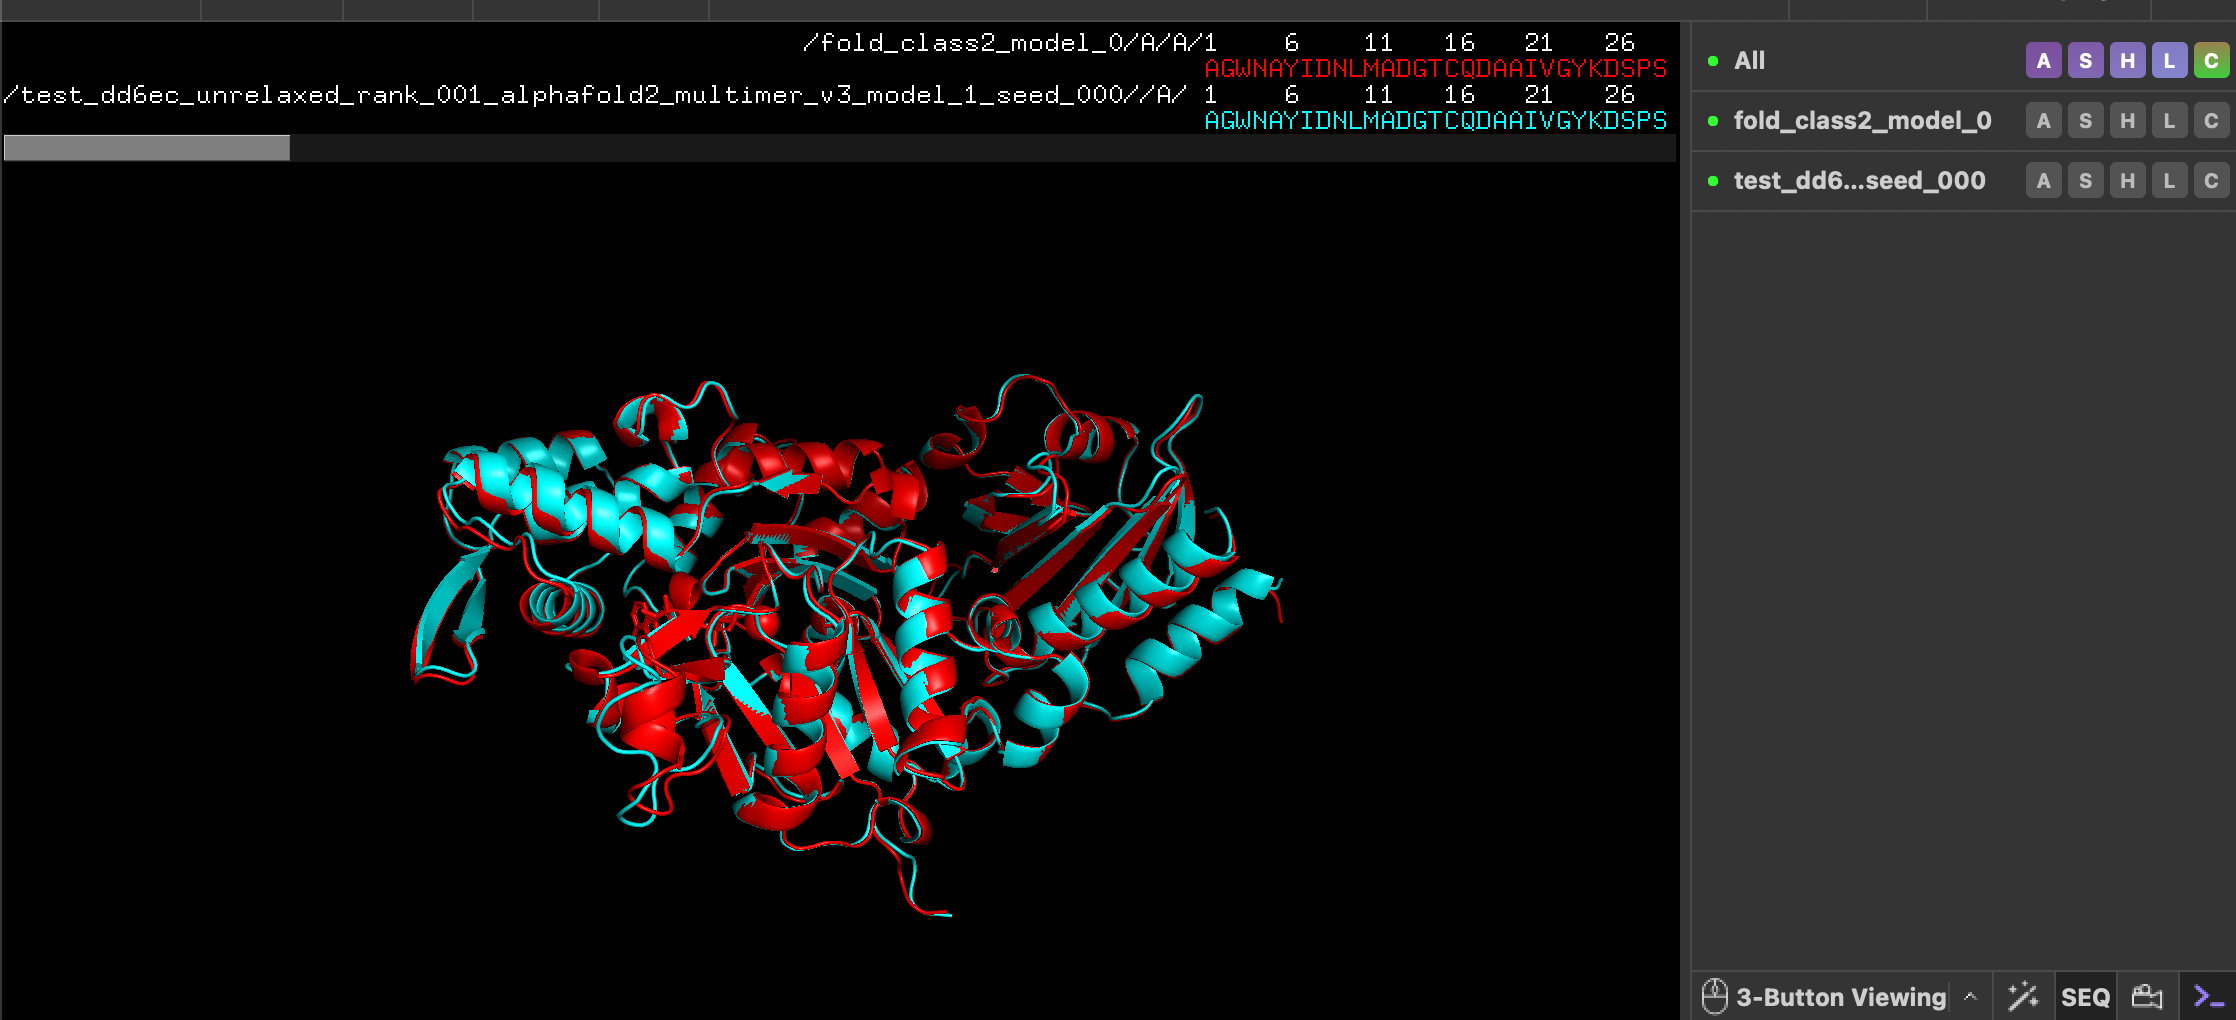 /fold_class2_model_0/A/A/1 6 11 16 21 26
AGWNAYIDNLMADGTCQDAAIVGYKDSPS
/test_dd6ec_unrelaxed_rank_001_alphafold2_multimer_v3_model_1_seed_000//A/ 1 6 11 16 21 26
AGWNAYIDNLMADGTCQDAAIVGYKDSPS
All A S H L C
fold_class2_model_0 A S H L C
test_dd6...seed_000 A S H L C
3-Button Viewing SEQ